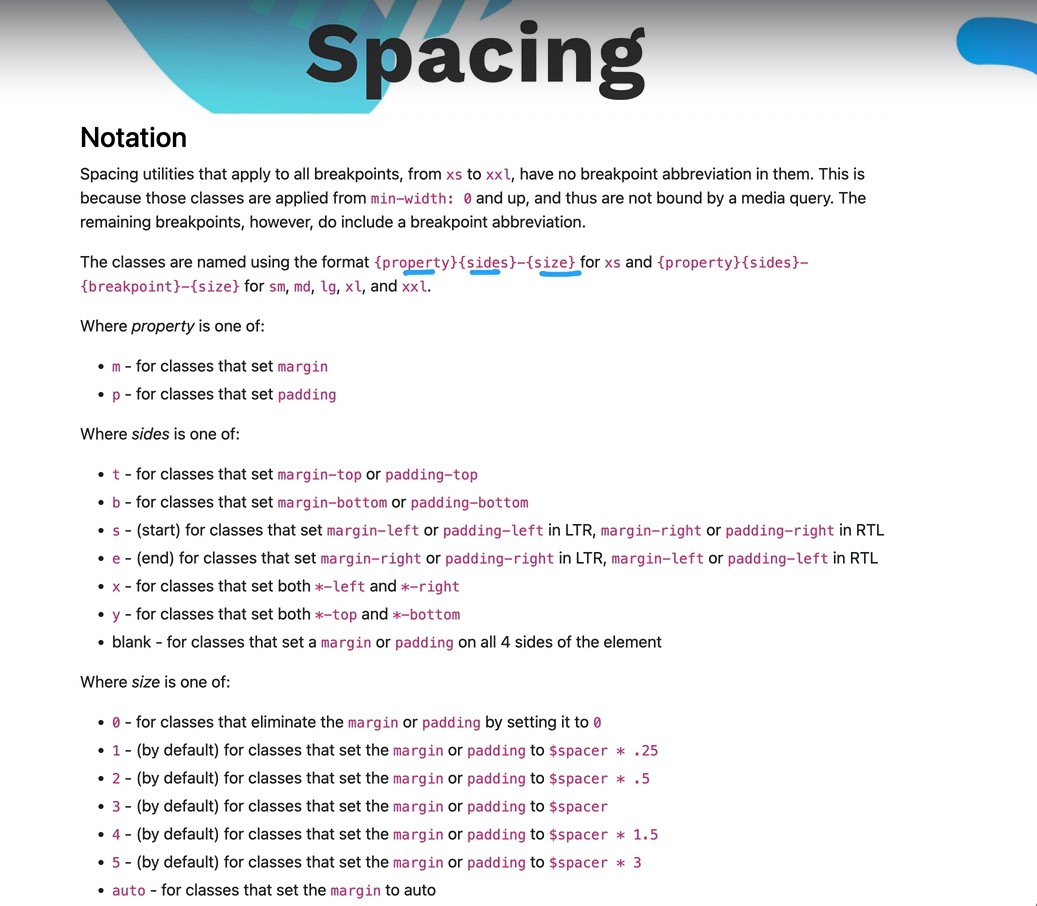 Spacing
Notation
Spacing utilities that apply to all breakpoints, from xs to xxl, have no breakpoint abbreviation in them. This is
because those classes are applied from min-width: 0 and up, and thus are not bound by a media query. The
remaining breakpoints, however, do include a breakpoint abbreviation.
The classes are named using the format {property}{sides}-{size} for xs and {property}{sides}-
{breakpoint}-{size} for sm, md, lg, xl, and xxl.
Where property is one of:
• m - for classes that set margin
• p - for classes that set padding
Where sides is one of:
• t - for classes that set margin-top or padding-top
• b - for classes that set margin-bottom or padding-bottom
• s - (start) for classes that set margin-left or padding-left in LTR, margin-right or padding-right in RTL
• e - (end) for classes that set margin-right or padding-right in LTR, margin-left or padding-left in RTL
• x - for classes that set both *-left and *-right
• y - for classes that set both *-top and *-bottom
• blank - for classes that set a margin or padding on all 4 sides of the element
Where size is one of:
• 0 - for classes that eliminate the margin or padding by setting it to 0
• 1 - (by default) for classes that set the margin or padding to $spacer * .25
• 2 - (by default) for classes that set the margin or padding to $spacer * .5
• 3 - (by default) for classes that set the margin or padding to $spacer
• 4 - (by default) for classes that set the margin or padding to $spacer * 1.5
• 5 - (by default) for classes that set the margin or padding to $spacer * 3
• auto - for classes that set the margin to auto